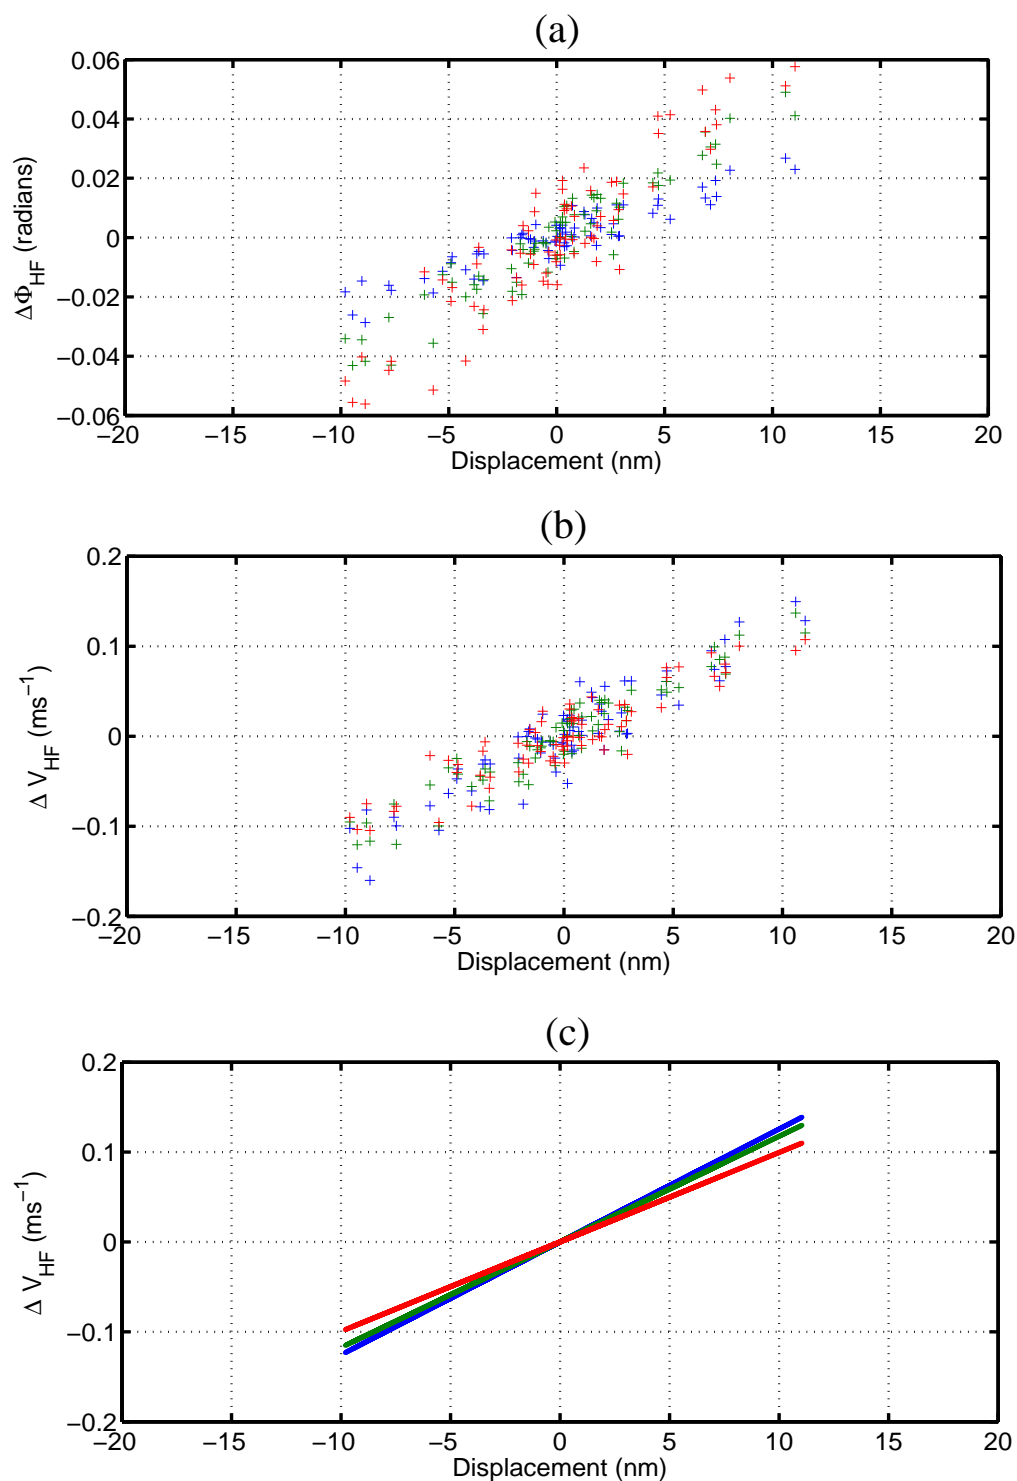 (a)
0.06
0.04
0.02
0
−0.02
−0.04
−0.06
ΔΦHF (radians)
−20 −15 −10 −5 0 5 10 15 20
Displacement (nm)
(b)
0.2
0.1
0
−0.1
−0.2
Δ VHF (ms−1)
−20 −15 −10 −5 0 5 10 15 20
Displacement (nm)
(c)
0.2
0.1
0
−0.1
−0.2
Δ VHF (ms−1)
−20 −15 −10 −5 0 5 10 15 20
Displacement (nm)